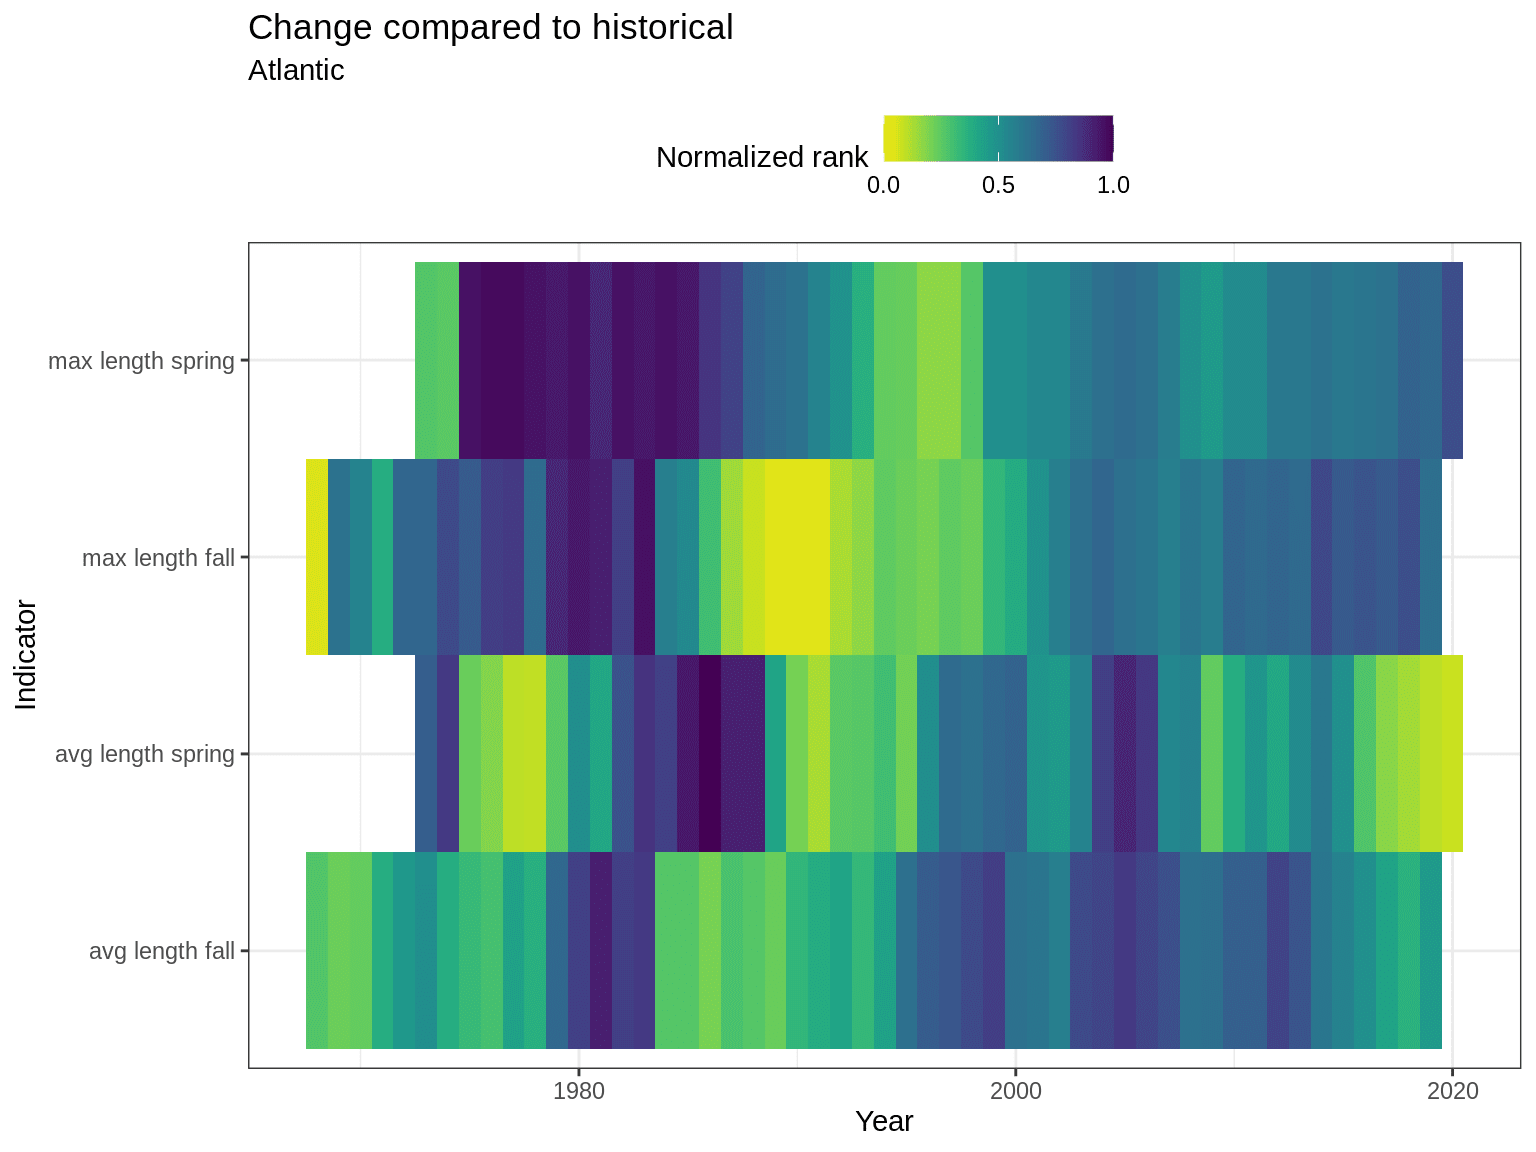 Change compared to historical
Atlantic
Normalized rank
0.0 0.5 1.0
max length spring
max length fall
avg length spring
avg length fall
Indicator
1980 2000 2020
Year